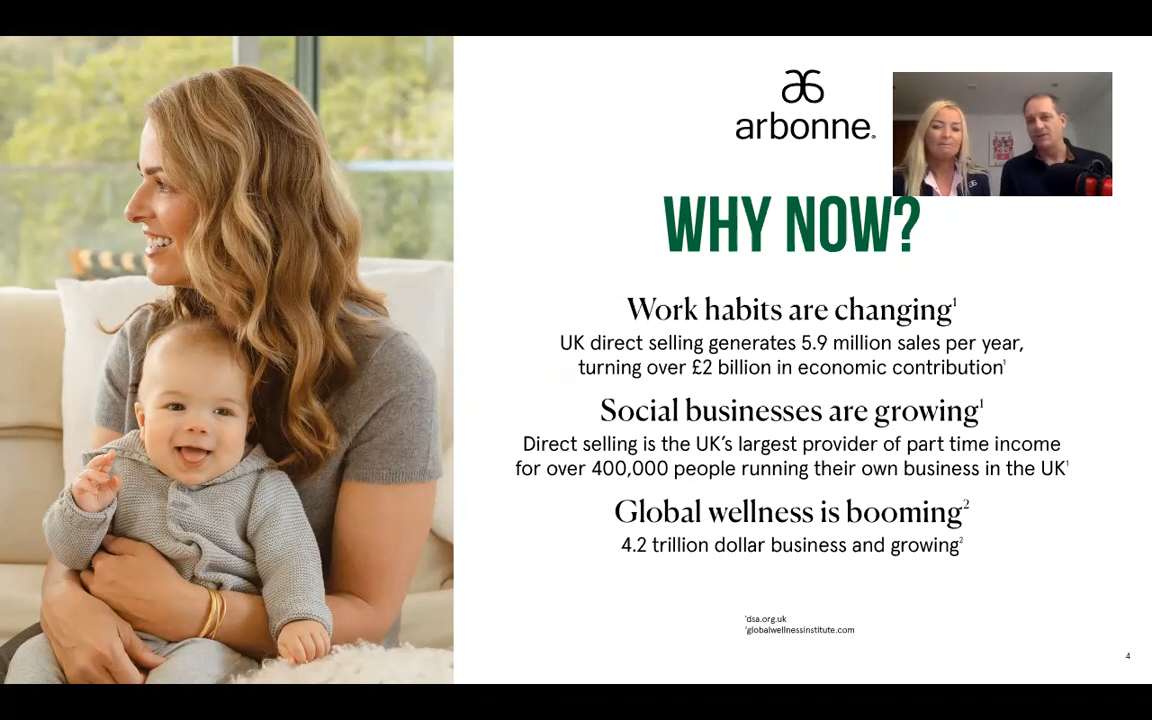 arbonne.
WHY NOW?
Work habits are changing¹
UK direct selling generates 5.9 million sales per year,
turning over £2 billion in economic contribution¹
Social businesses are growing¹
Direct selling is the UK’s largest provider of part time income
for over 400,000 people running their own business in the UK¹
Global wellness is booming²
4.2 trillion dollar business and growing²
¹dsa.org.uk
²globalwellnessinstitute.com
4